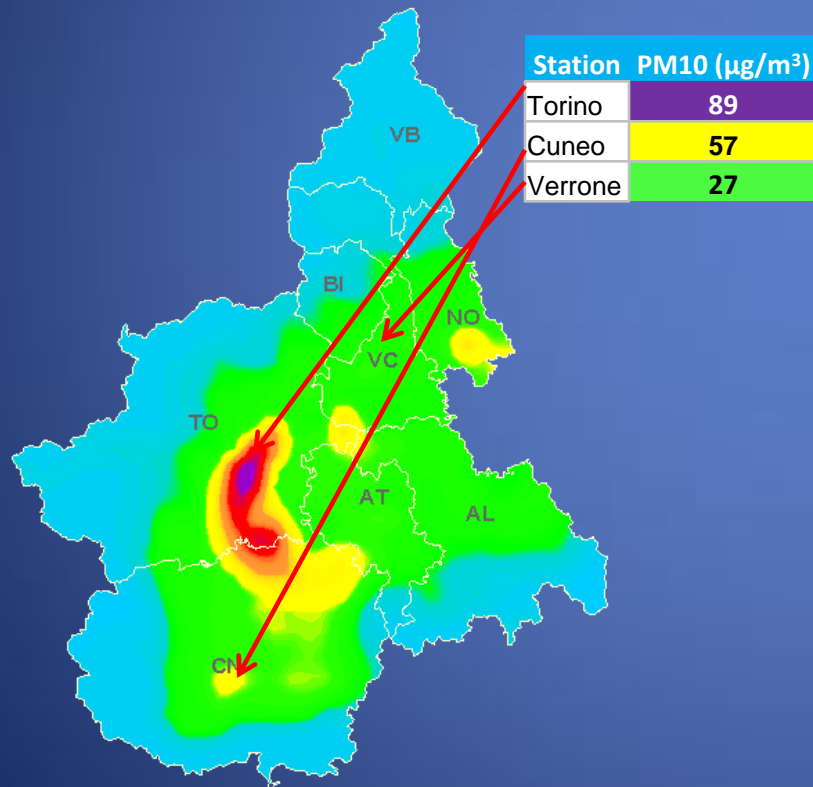 Station PM10 (µg/m³)
Torino 89
Cuneo 57
Verrone 27
VB
BI
NO
VC
TO
AT
AL
CN